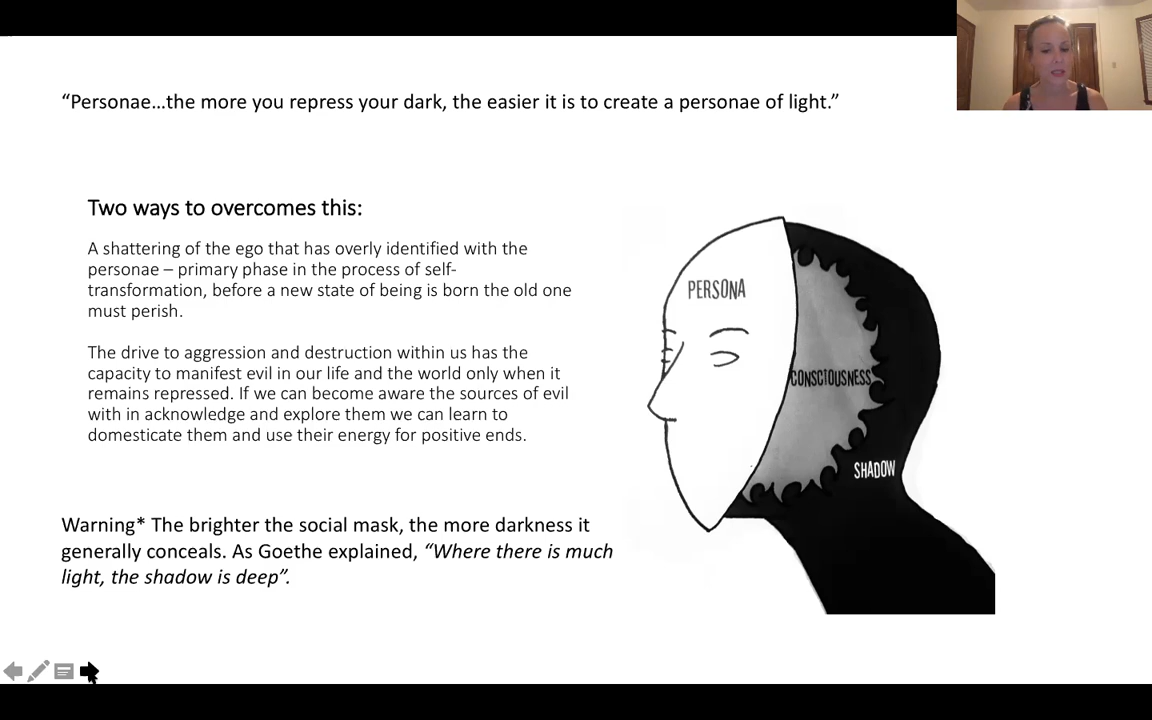 “Personae…the more you repress your dark, the easier it is to create a personae of light.”
Two ways to overcomes this:
A shattering of the ego that has overly identified with the
personae – primary phase in the process of self-
transformation, before a new state of being is born the old one
must perish.
The drive to aggression and destruction within us has the
capacity to manifest evil in our life and the world only when it
remains repressed. If we can become aware the sources of evil
with in acknowledge and explore them we can learn to
domesticate them and use their energy for positive ends.
PERSONA
CONSCIOUSNESS
SHADOW
Warning* The brighter the social mask, the more darkness it
generally conceals. As Goethe explained, “Where there is much
light, the shadow is deep”.